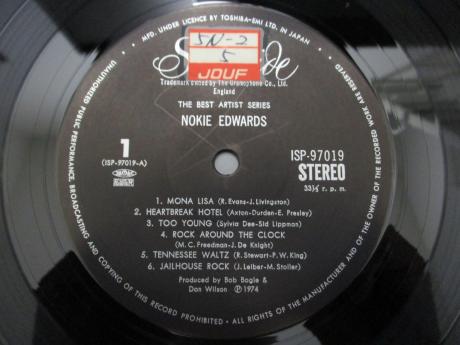 MFD. UNDER LICENCE BY TOSHIBA-EMI LTD. IN JAPAN
UNAUTHORIZED PUBLIC PERFORMANCE, BROADCASTING AND COPYING OF THIS RECORD PROHIBITED • ALL RIGHTS OF THE MANUFACTURER AND OF THE OWNER OF THE RECORDED WORK ARE RESERVED
5N-2
5
JOUF
Trademark owned by The Gramophone Co., Ltd.
England
THE BEST ARTIST SERIES
NOKIE EDWARDS
1
(ISP-97019-A)
ISP-97019
STEREO
33⅓ r. p. m.
1. MONA LISA (R. Evans-J. Livingston)
2. HEARTBREAK HOTEL (Axton-Durden-E. Presley)
3. TOO YOUNG (Sylvia Dee-Sid Lippman)
4. ROCK AROUND THE CLOCK
(M. C. Freedman-J. De Knight)
5. TENNESSEE WALTZ (R. Stewart-P. W. King)
6. JAILHOUSE ROCK (J. Leiber-M. Stoller)
Produced by Bob Bogle &
Don Wilson ℗ 1974